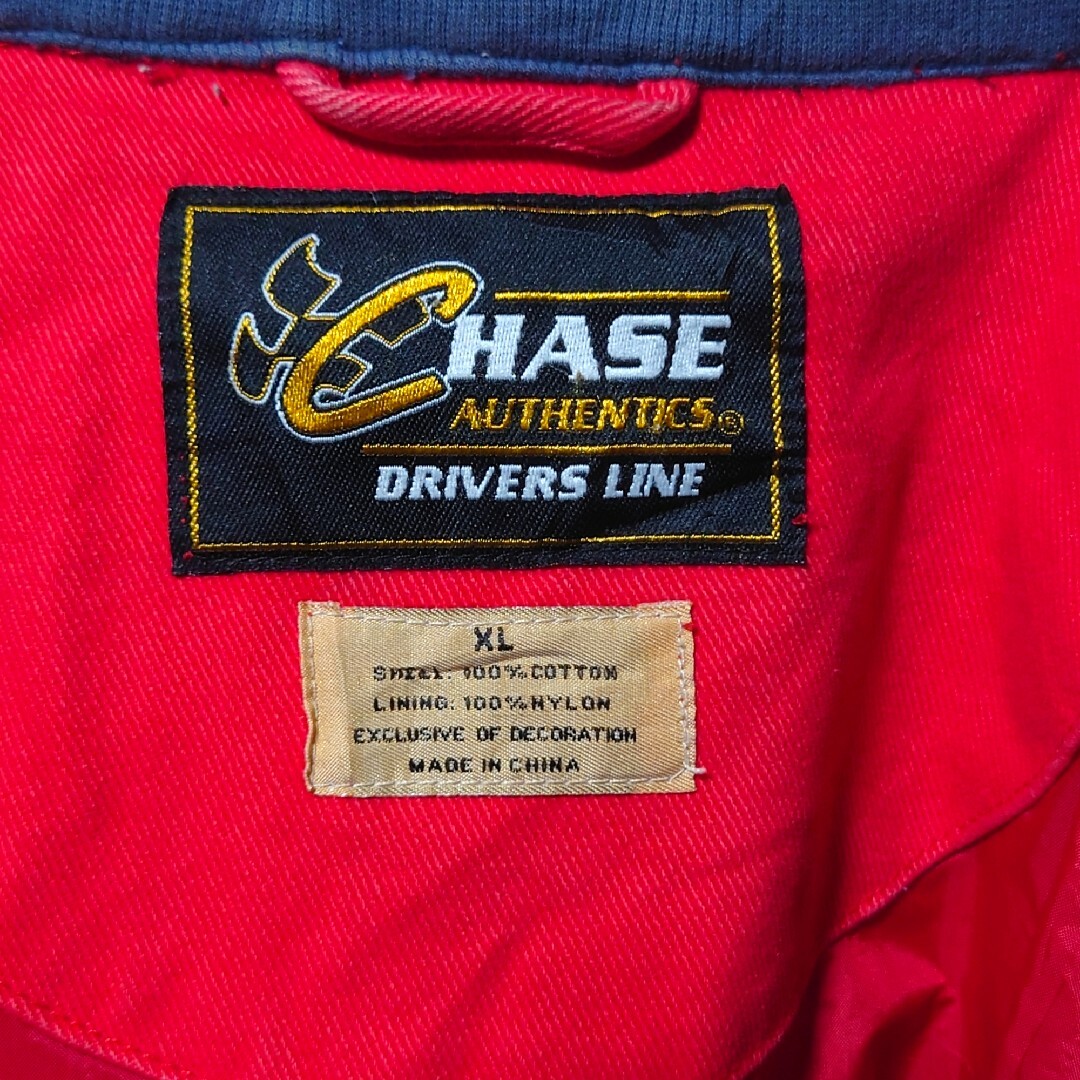 CHASE
AUTHENTICS®
DRIVERS LINE
XL
SHELL: 100% COTTON
LINING: 100% NYLON
EXCLUSIVE OF DECORATION
MADE IN CHINA